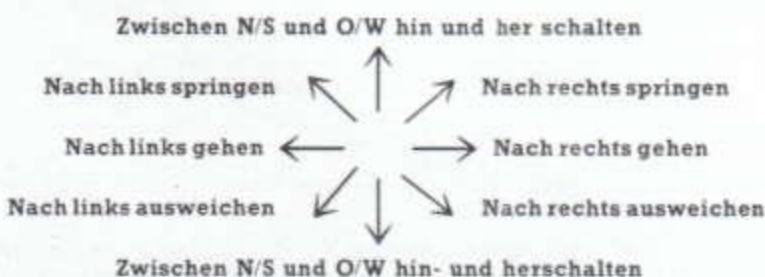 Zwischen N/S und O/W hin und her schalten
Nach links springen Nach rechts springen
Nach links gehen Nach rechts gehen
Nach links ausweichen Nach rechts ausweichen
Zwischen N/S und O/W hin- und herschalten